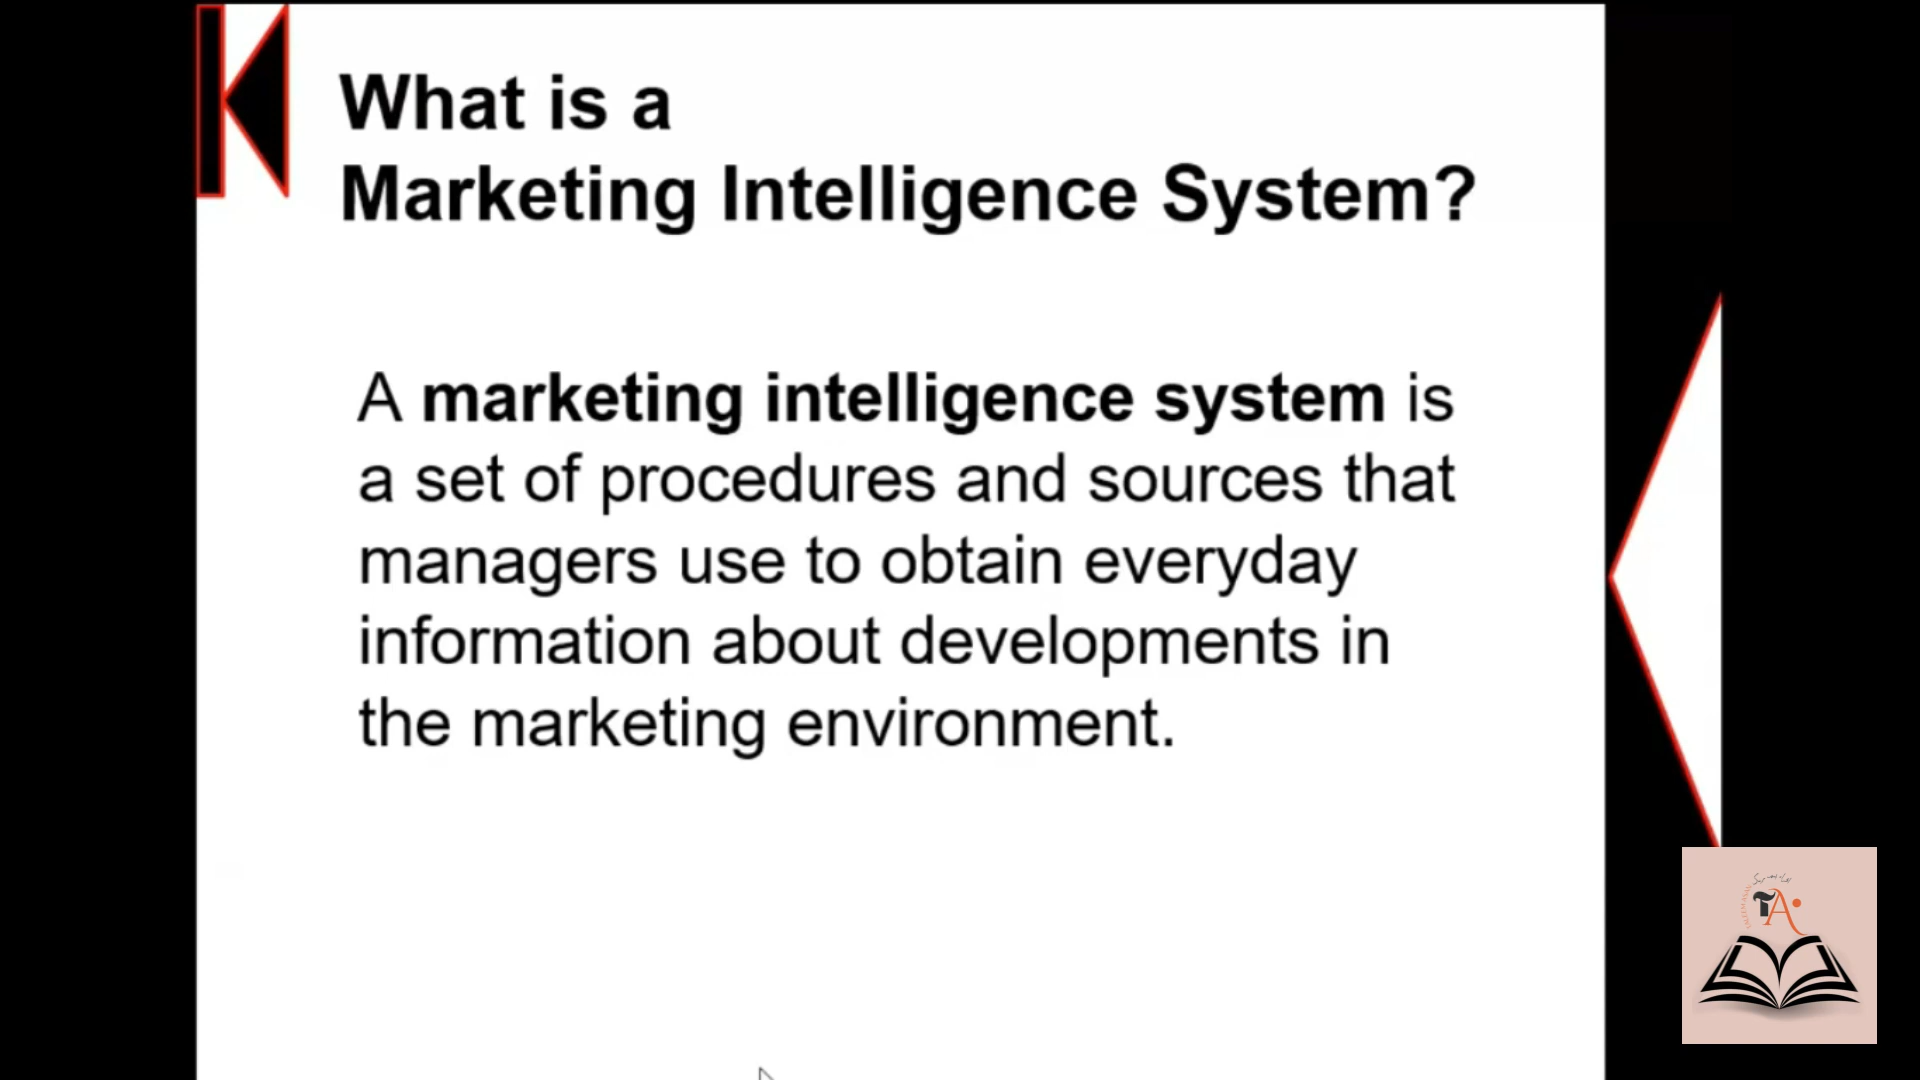 What is a
Marketing Intelligence System?
A marketing intelligence system is
a set of procedures and sources that
managers use to obtain everyday
information about developments in
the marketing environment.